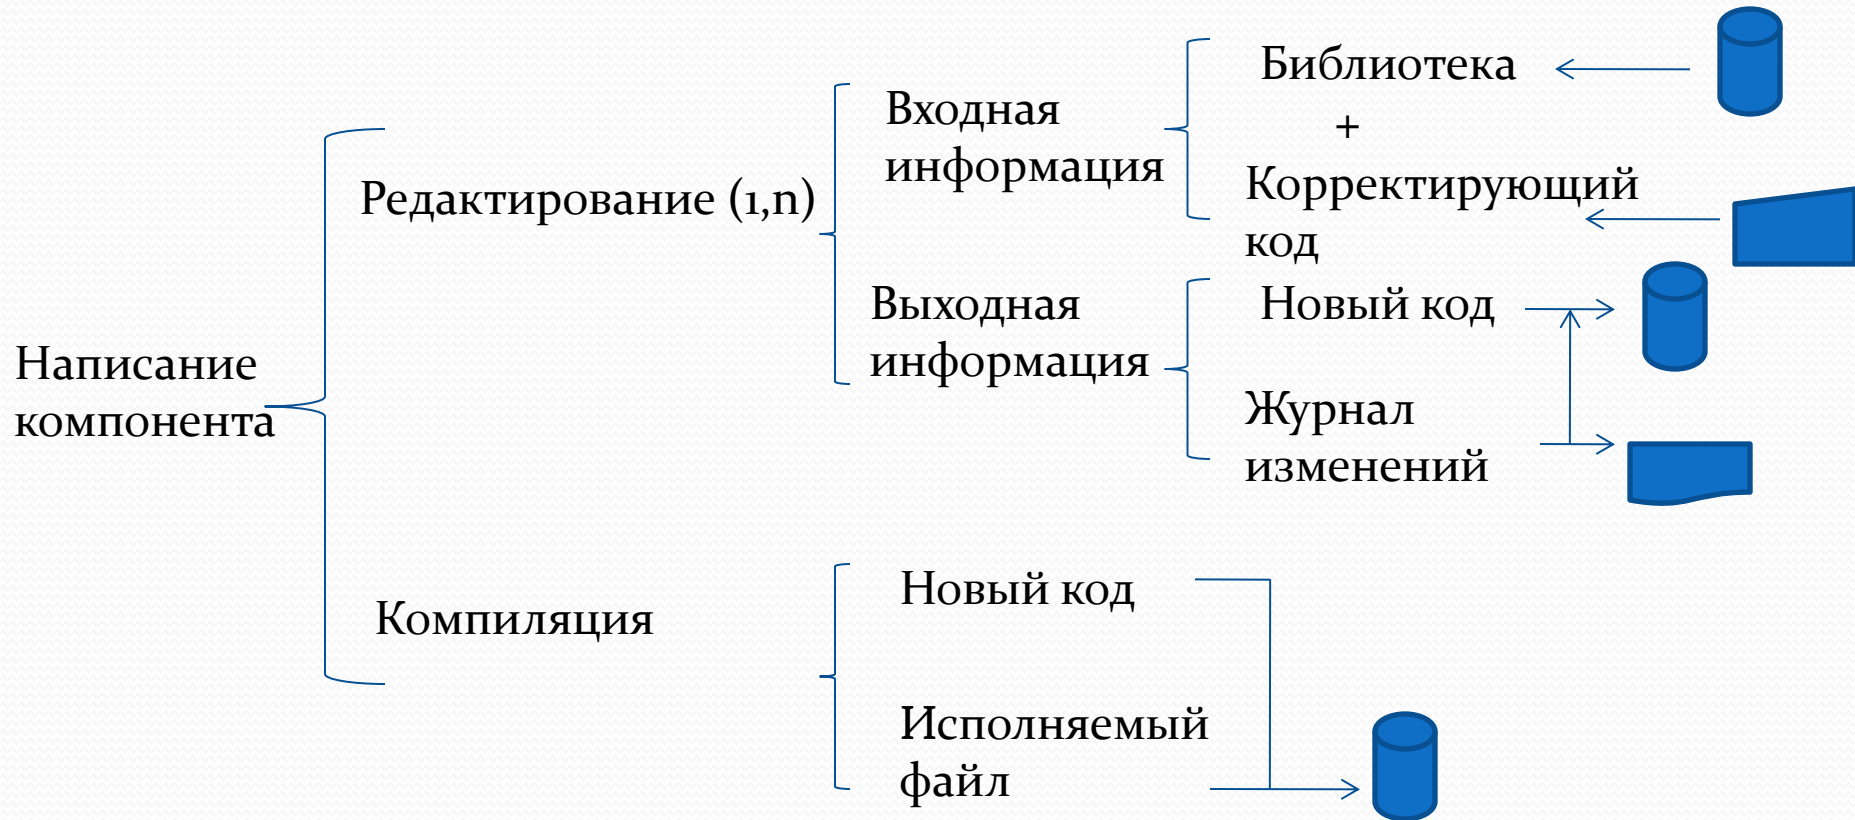 Написание
компонента
Редактирование (1,n)
Входная
информация
Библиотека
+
Корректирующий
код
Выходная
информация
Новый код
Журнал
изменений
Компиляция
Новый код
Исполняемый
файл